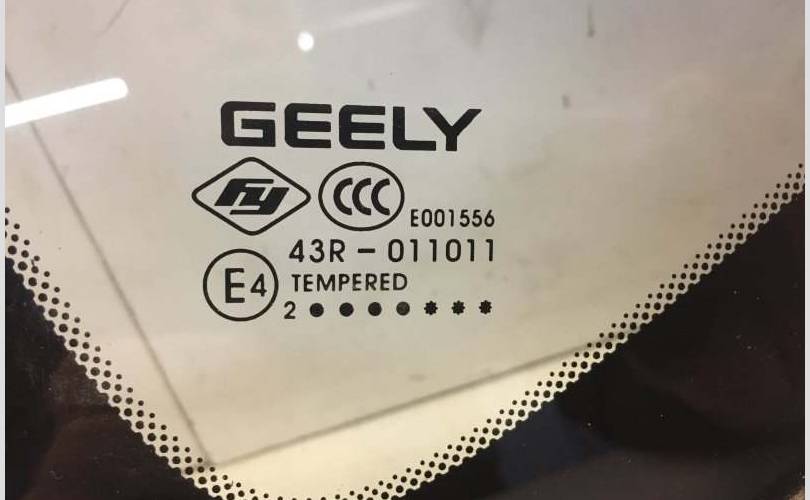 GEELY
fy CCC E001556
43R - 011011
E4 TEMPERED
2 ●●●●✱✱✱